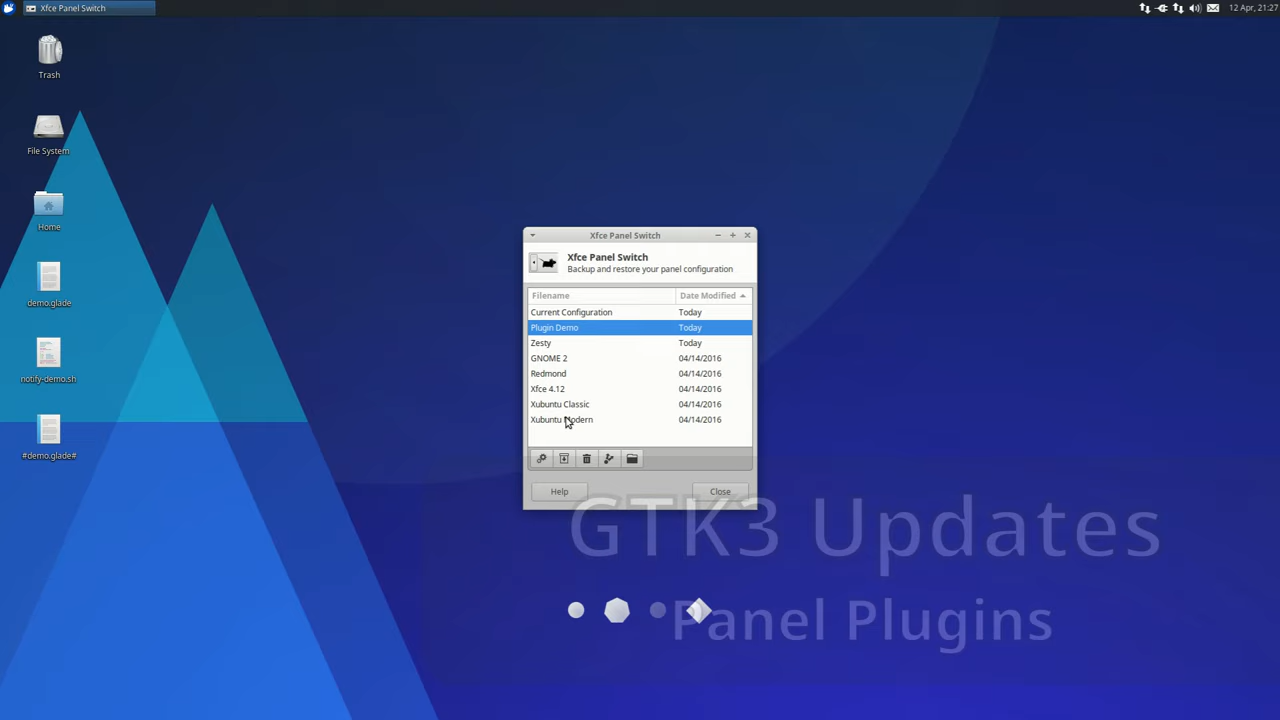 Xfce Panel Switch
12 Apr, 21:27
Trash
File System
Home
demo.glade
notify-demo.sh
#demo.glade#
Xfce Panel Switch
Xfce Panel Switch
Backup and restore your panel configuration
Filename Date Modified
Current Configuration Today
Plugin Demo Today
Zesty Today
GNOME 2 04/14/2016
Redmond 04/14/2016
Xfce 4.12 04/14/2016
Xubuntu Classic 04/14/2016
Xubuntu Modern 04/14/2016
Help Close
GTK3 Updates
Panel Plugins